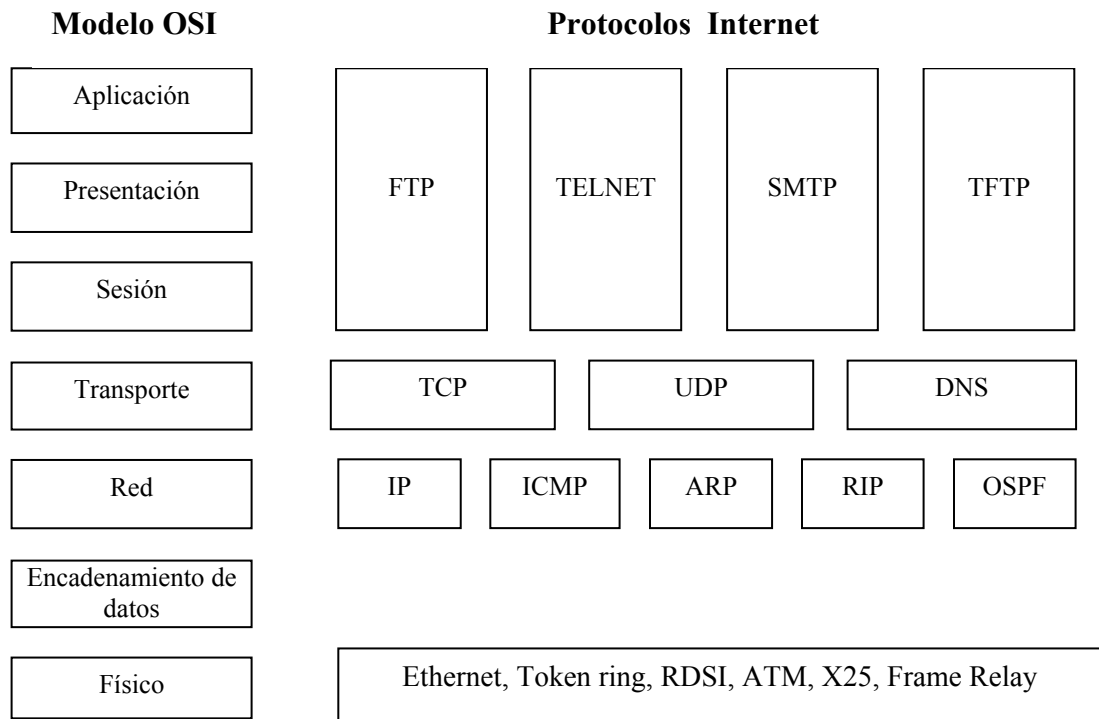 Modelo OSI
Protocolos Internet
Aplicación
Presentación
FTP
TELNET
SMTP
TFTP
Sesión
Transporte
TCP
UDP
DNS
Red
IP
ICMP
ARP
RIP
OSPF
Encadenamiento de
datos
Físico
Ethernet, Token ring, RDSI, ATM, X25, Frame Relay